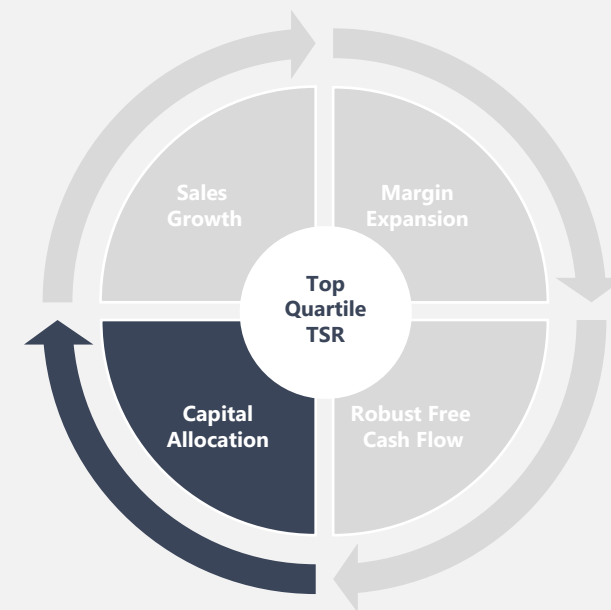 Sales
Growth
Margin
Expansion
Top
Quartile
TSR
Capital
Allocation
Robust Free
Cash Flow